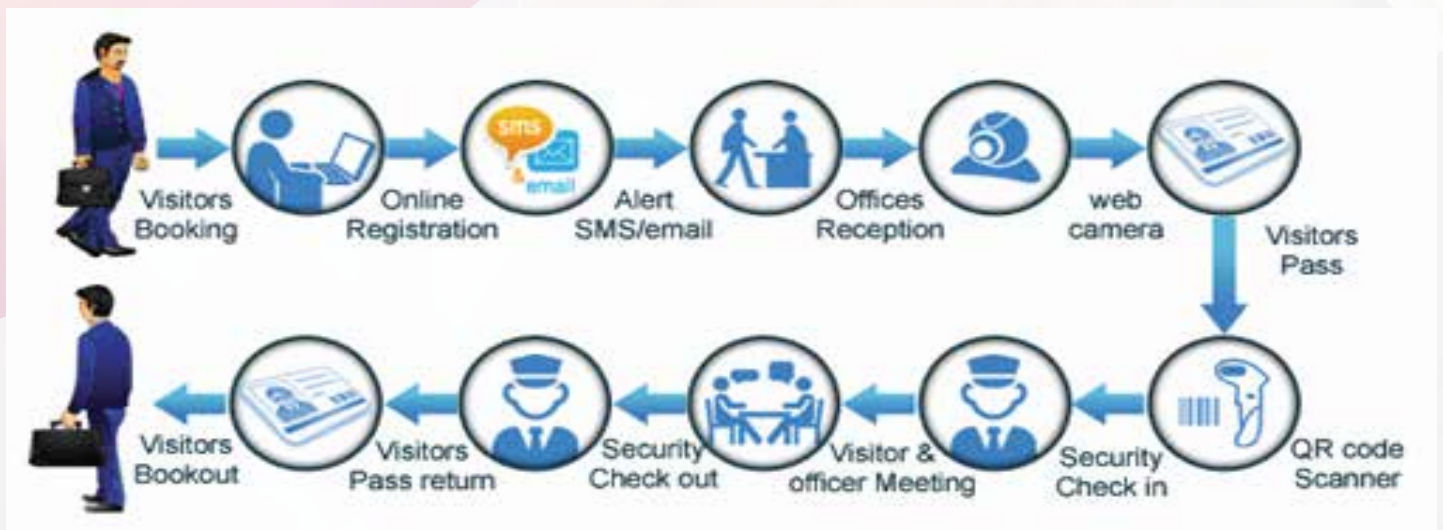 sms
& email
Visitors
Booking
Online
Registration
Alert
SMS/email
Offices
Reception
web
camera
Visitors
Pass
Visitors
Bookout
Visitors
Pass return
Security
Check out
Visitor &
officer Meeting
Security
Check in
QR code
Scanner